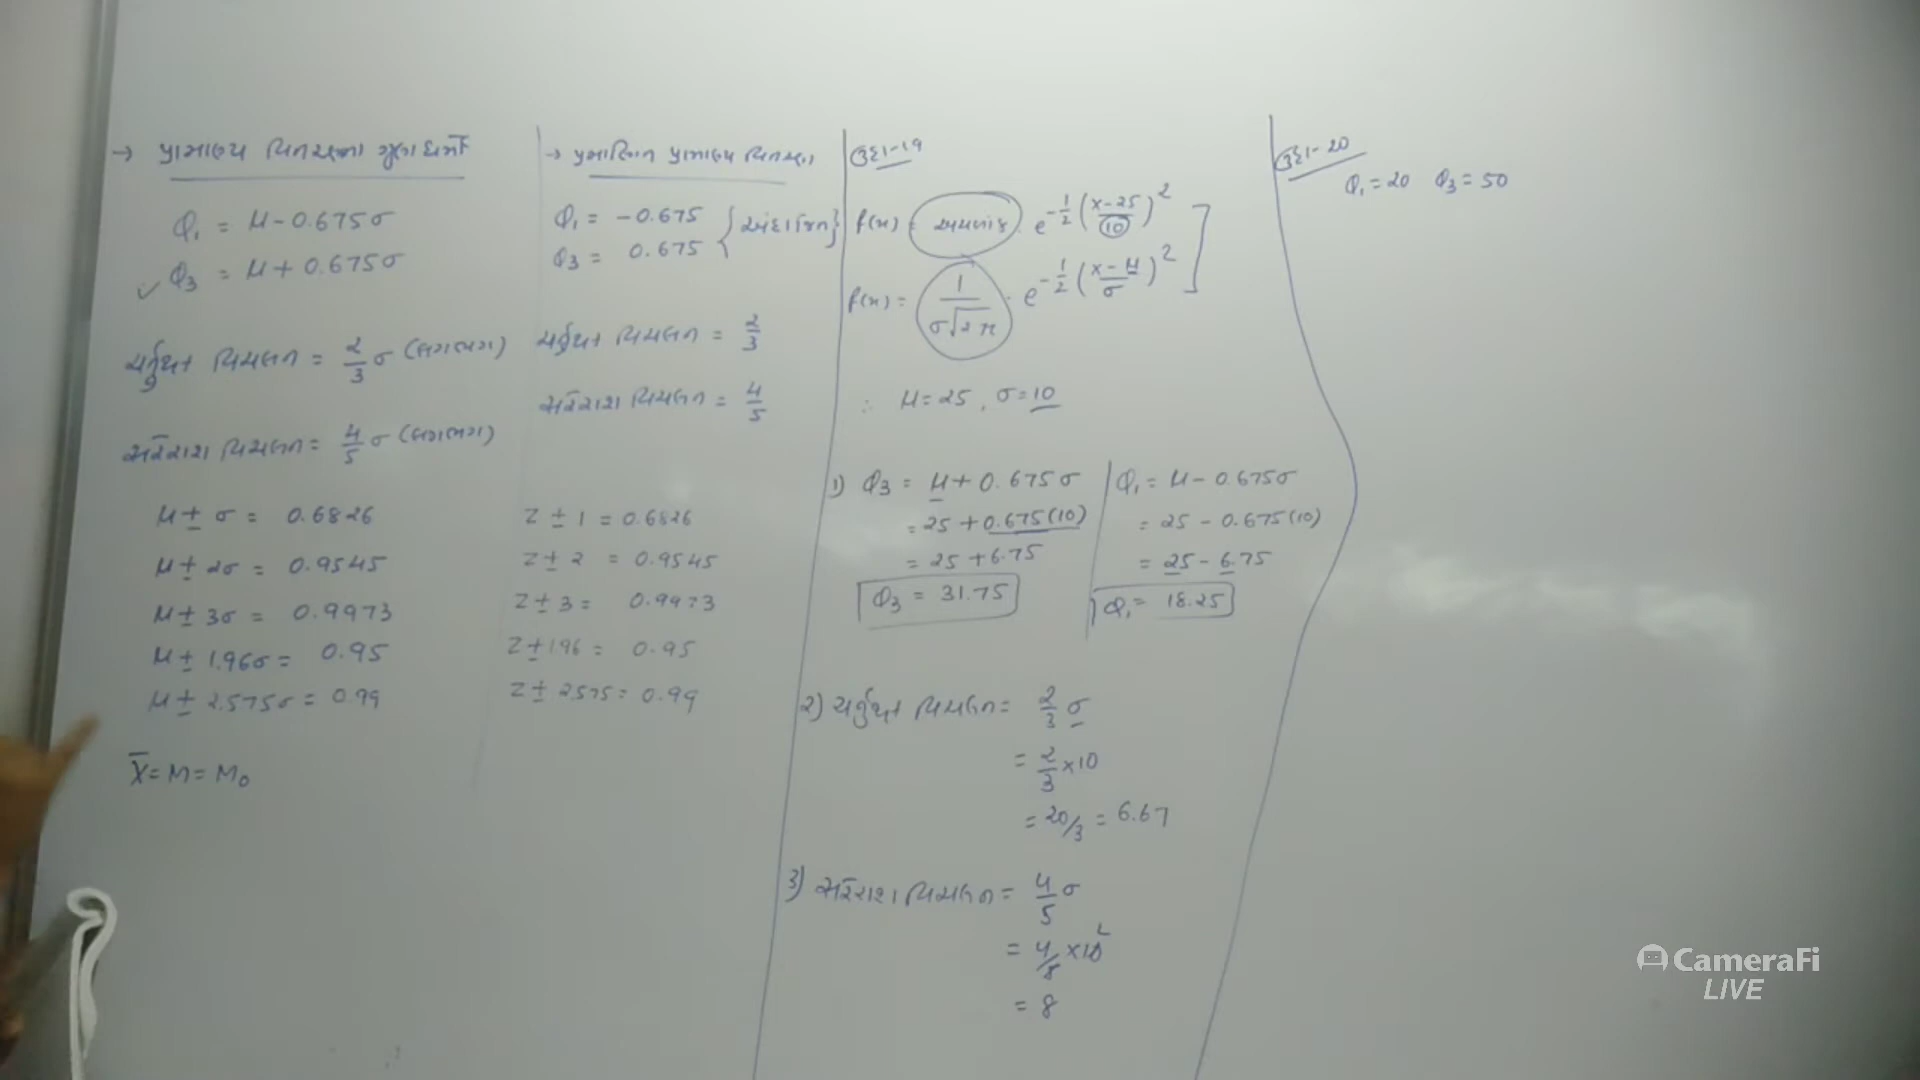 → પ્રામાણ્ય વિતરણના ગુણધર્મો
Q₁ = μ - 0.675σ
✓ Q₃ = μ + 0.675σ
ચર્તુથક વિચલન = 2/3 σ (લગભગ)
સરેરાશ વિચલન = 4/5 σ (લગભગ)
μ ± σ = 0.6826
μ ± 2σ = 0.9545
μ ± 3σ = 0.9973
μ ± 1.96σ = 0.95
μ ± 2.575σ = 0.99
x̄ = M = M₀
→ પ્રમાણિત પ્રામાણ્ય વિતરણ
Q₁ = -0.675
Q₃ = 0.675 { અંદાજિત }
ચર્તુથક વિચલન = 2/3
સરેરાશ વિચલન = 4/5
Z ± 1 = 0.6826
Z ± 2 = 0.9545
Z ± 3 = 0.9973
Z ± 1.96 = 0.95
Z ± 2.575 = 0.99
ઉદા-19
f(x) = અચળાંક · e^{-1/2 ((x-25)/10)²}
f(x) = 1/(σ√2π) · e^{-1/2 ((x-μ)/σ)²}
∴ μ = 25, σ = 10
1) Q₃ = μ + 0.675σ
= 25 + 0.675(10)
= 25 + 6.75
Q₃ = 31.75
Q₁ = μ - 0.675σ
= 25 - 0.675(10)
= 25 - 6.75
Q₁ = 18.25
2) ચર્તુથક વિચલન = 2/3 σ
= 2/3 × 10
= 20/3 = 6.67
3) સરેરાશ વિચલન = 4/5 σ
= 4/5 × 10 2
= 8
ઉદા-20
Q₁ = 20 Q₃ = 50
CameraFi
LIVE